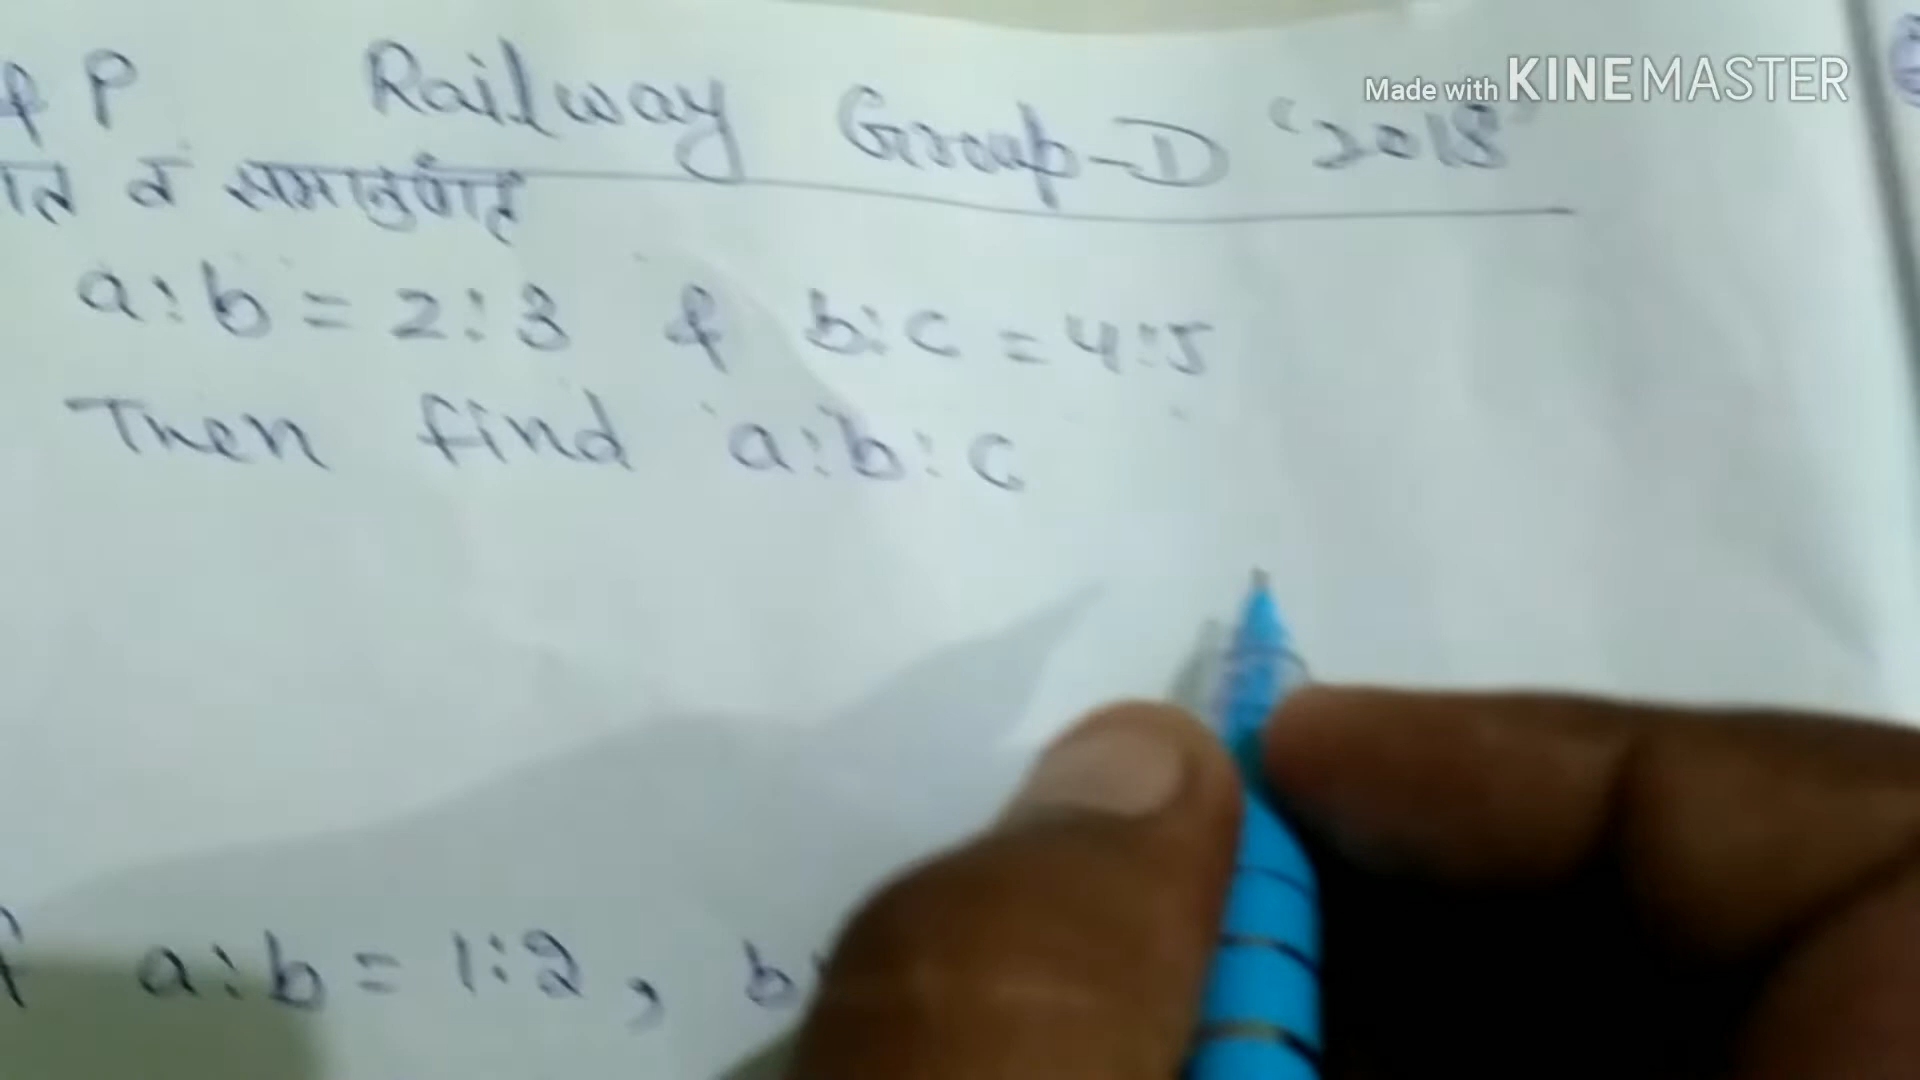 Made with KINEMASTER
& P Railway Group-D '2018'
व समानुपात
a:b = 2:3 & b:c = 4:5
Then find a:b:c
a:b = 1:2, b